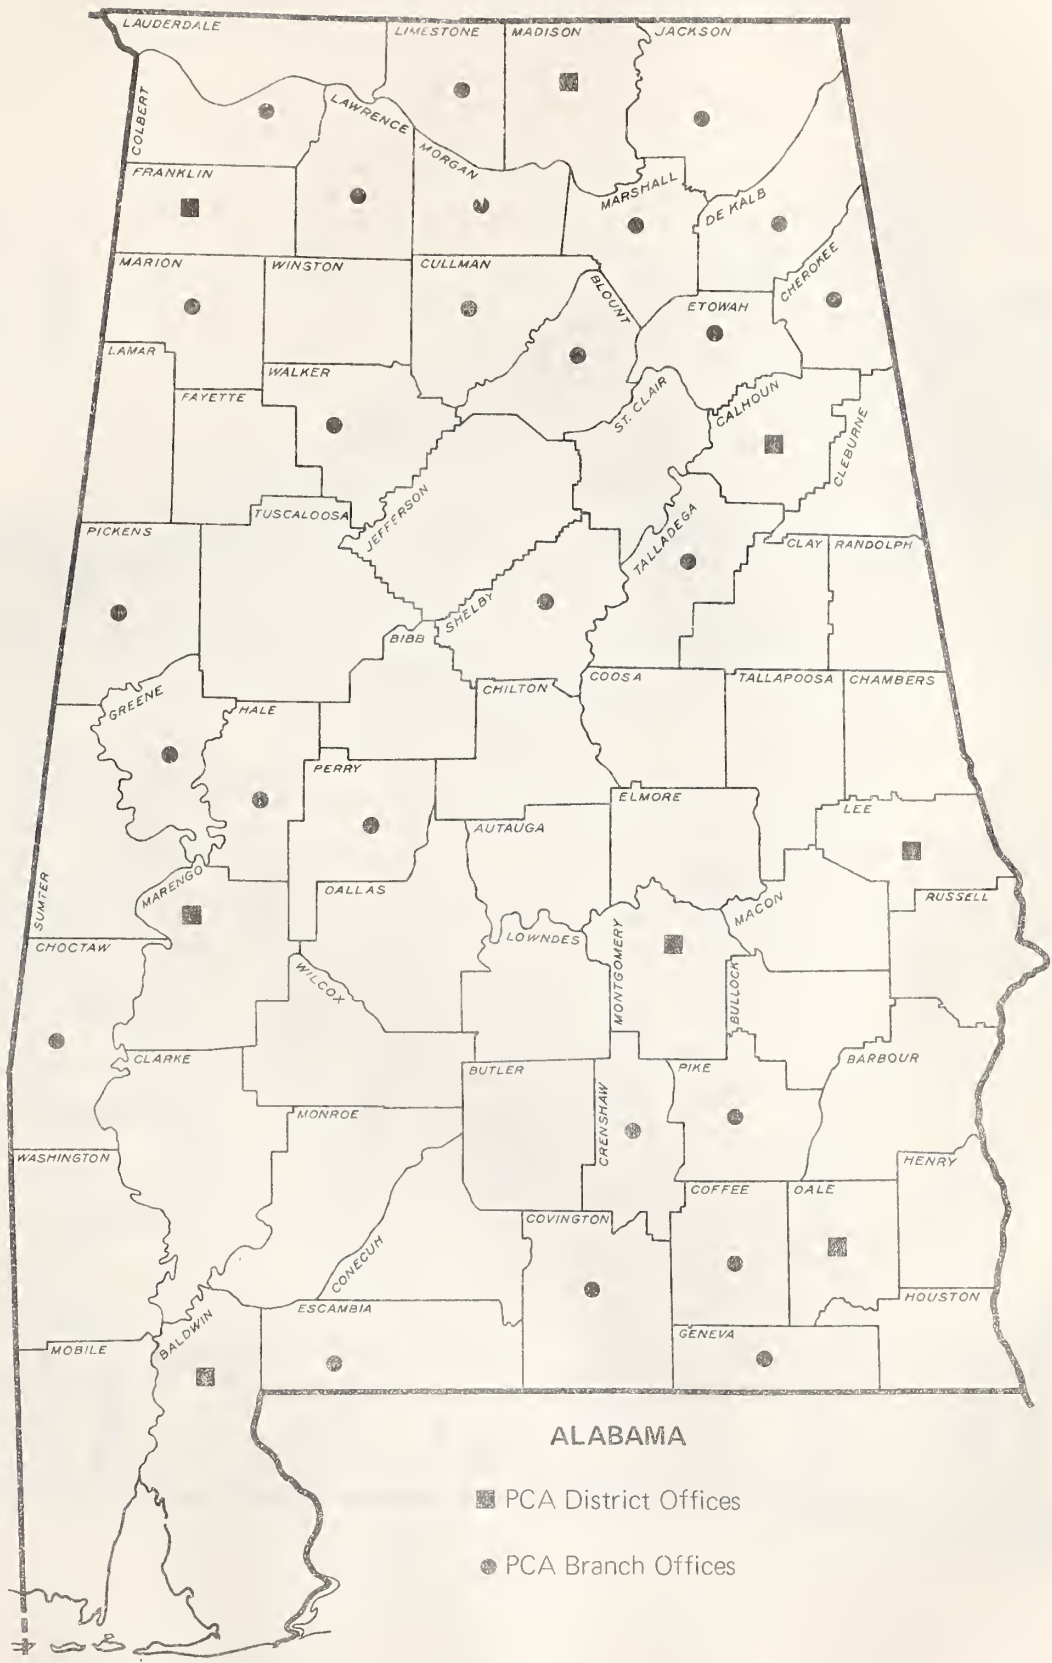 LAUDERDALE
LIMESTONE
MADISON
JACKSON
COLBERT
LAWRENCE
MORGAN
FRANKLIN
MARSHALL
DE KALB
MARION
WINSTON
CULLMAN
BLOUNT
ETOWAH
CHEROKEE
LAMAR
WALKER
FAYETTE
ST. CLAIR
CALHOUN
CLEBURNE
PICKENS
TUSCALOOSA
JEFFERSON
TALLADEGA
CLAY
RANDOLPH
SHELBY
BIBB
GREENE
HALE
CHILTON
COOSA
TALLAPOOSA
CHAMBERS
PERRY
ELMORE
LEE
AUTAUGA
SUMTER
MARENGO
OALLAS
MACON
RUSSELL
CHOCTAW
WILCOX
LOWNDES
MONTGOMERY
BULLOCK
CLARKE
BUTLER
CRENSHAW
PIKE
BARBOUR
MONROE
WASHINGTON
HENRY
CONECUH
COVINGTON
COFFEE
OALE
ESCAMBIA
HOUSTON
MOBILE
BALDWIN
GENEVA
ALABAMA
PCA District Offices
PCA Branch Offices